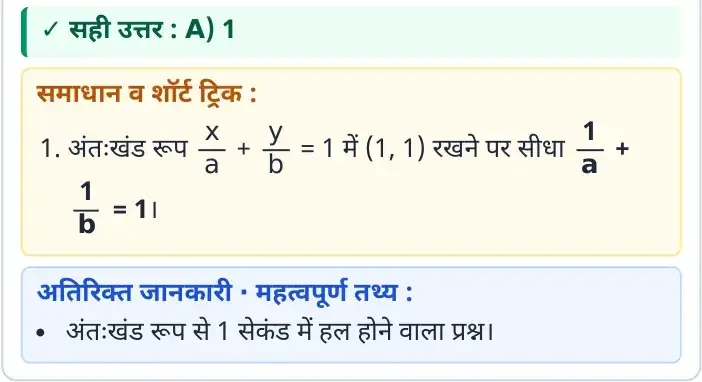 ✓ सही उत्तर : A) 1
समाधान व शॉर्ट ट्रिक :
1. अंतःखंड रूप x/a + y/b = 1 में (1, 1) रखने पर सीधा 1/a +
1/b = 1।
अतिरिक्त जानकारी · महत्वपूर्ण तथ्य :
• अंतःखंड रूप से 1 सेकंड में हल होने वाला प्रश्न।